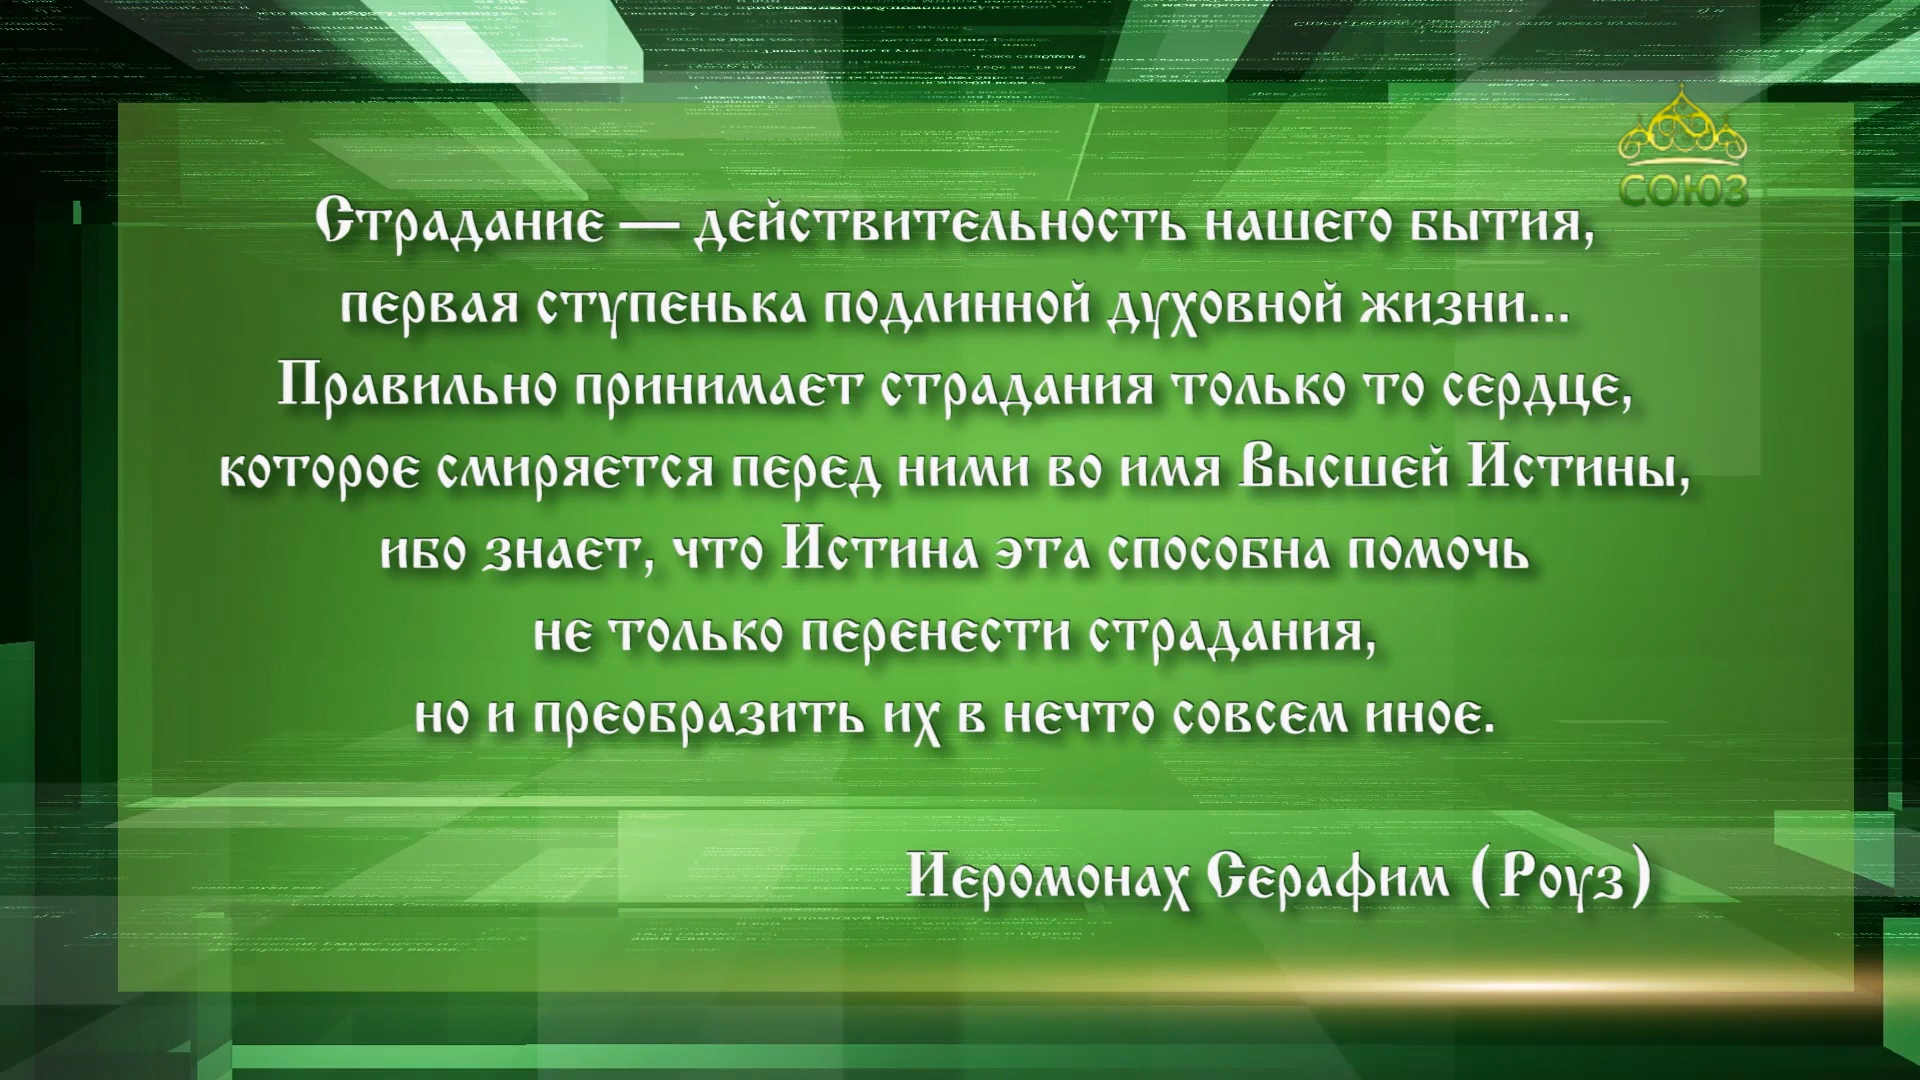 СОЮЗ
Страдание — действительность нашего бытия,
первая ступенька подлинной духовной жизни...
Правильно принимает страдания только то сердце,
которое смиряется перед ними во имя Высшей Истины,
ибо знает, что Истина эта способна помочь
не только перенести страдания,
но и преобразить их в нечто совсем иное.
Иеромонах Серафим (Роуз)